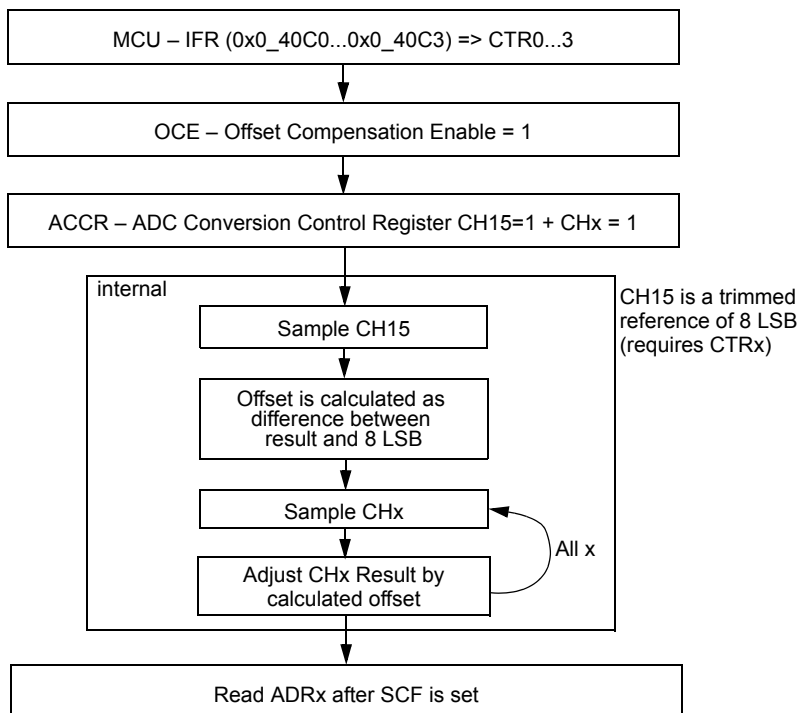 MCU – IFR (0x0_40C0...0x0_40C3) => CTR0...3
OCE – Offset Compensation Enable = 1
ACCR – ADC Conversion Control Register CH15=1 + CHx = 1
internal
CH15 is a trimmed
reference of 8 LSB
(requires CTRx)
Sample CH15
Offset is calculated as
difference between
result and 8 LSB
Sample CHx
All x
Adjust CHx Result by
calculated offset
Read ADRx after SCF is set